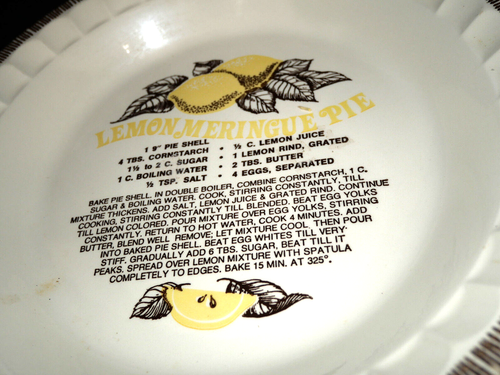 LEMON MERINGUE PIE
1 9" PIE SHELL • ½ C. LEMON JUICE
4 TBS. CORNSTARCH • 1 LEMON RIND, GRATED
1½ to 2 C. SUGAR • 2 TBS. BUTTER
1 C. BOILING WATER • 4 EGGS, SEPARATED
½ TSP. SALT
BAKE PIE SHELL. IN DOUBLE BOILER, COMBINE CORNSTARCH, 1 C.
SUGAR & BOILING WATER. COOK, STIRRING CONSTANTLY, TILL
MIXTURE THICKENS. ADD SALT, LEMON JUICE & GRATED RIND. CONTINUE
COOKING, STIRRING CONSTANTLY TILL BLENDED. BEAT EGG YOLKS
TILL LEMON COLORED. POUR MIXTURE OVER EGG YOLKS, STIRRING
CONSTANTLY. RETURN TO HOT WATER, COOK 4 MINUTES. ADD
BUTTER, BLEND WELL. REMOVE; LET MIXTURE COOL. THEN POUR
INTO BAKED PIE SHELL. BEAT EGG WHITES TILL VERY
STIFF. GRADUALLY ADD 6 TBS. SUGAR, BEAT TILL IT
PEAKS. SPREAD OVER LEMON MIXTURE WITH SPATULA
COMPLETELY TO EDGES. BAKE 15 MIN. AT 325°.